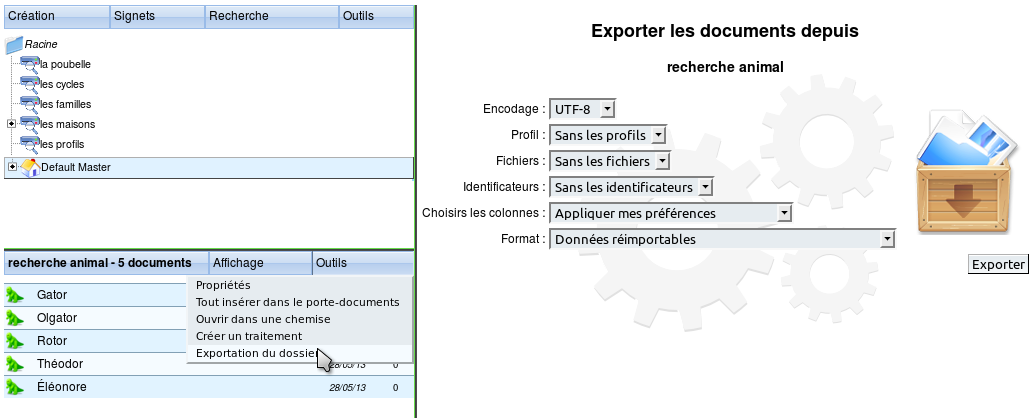 Création Signets Recherche Outils
Racine
la poubelle
les cycles
les familles
les maisons
les profils
Default Master
recherche animal - 5 documents Affichage Outils
Gator
Olgator
Rotor
Théodor 28/05/13 0
Éléonore 28/05/13 0
Propriétés
Tout insérer dans le porte-documents
Ouvrir dans une chemise
Créer un traitement
Exportation du dossier
Exporter les documents depuis
recherche animal
Encodage : UTF-8
Profil : Sans les profils
Fichiers : Sans les fichiers
Identificateurs : Sans les identificateurs
Choisirs les colonnes : Appliquer mes préférences
Format : Données réimportables
Exporter